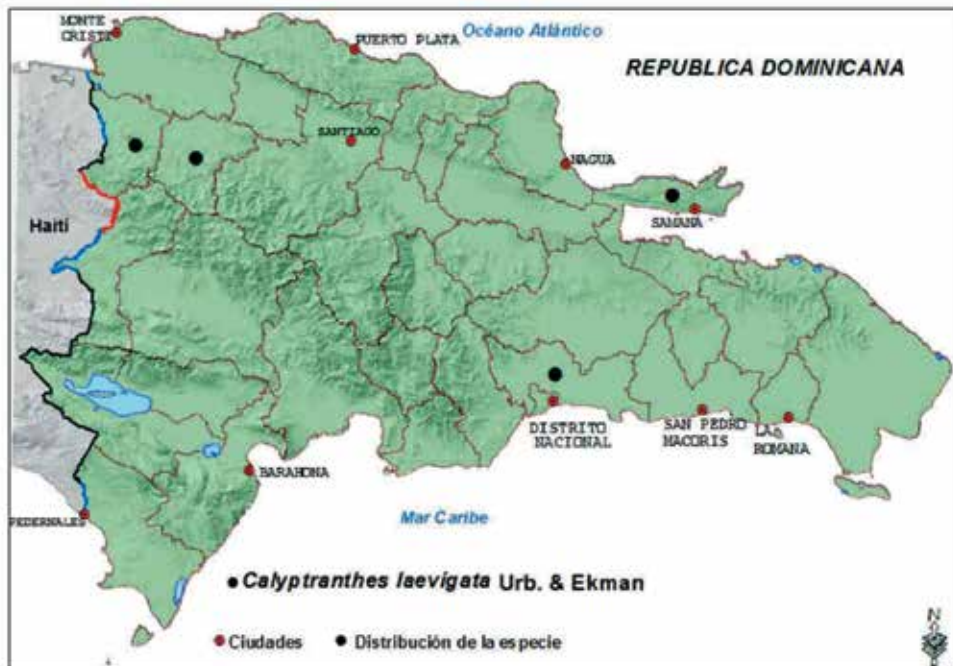 MONTE
CRISTI
PUERTO PLATA
Océano Atlántico
REPUBLICA DOMINICANA
SANTIAGO
NAGUA
SAMANA
Haití
DISTRITO
NACIONAL
SAN PEDRO
MACORIS
LA
ROMANA
BARAHONA
PEDERNALES
Mar Caribe
Calyptranthes laevigata Urb. & Ekman
Ciudades
Distribución de la especie
N